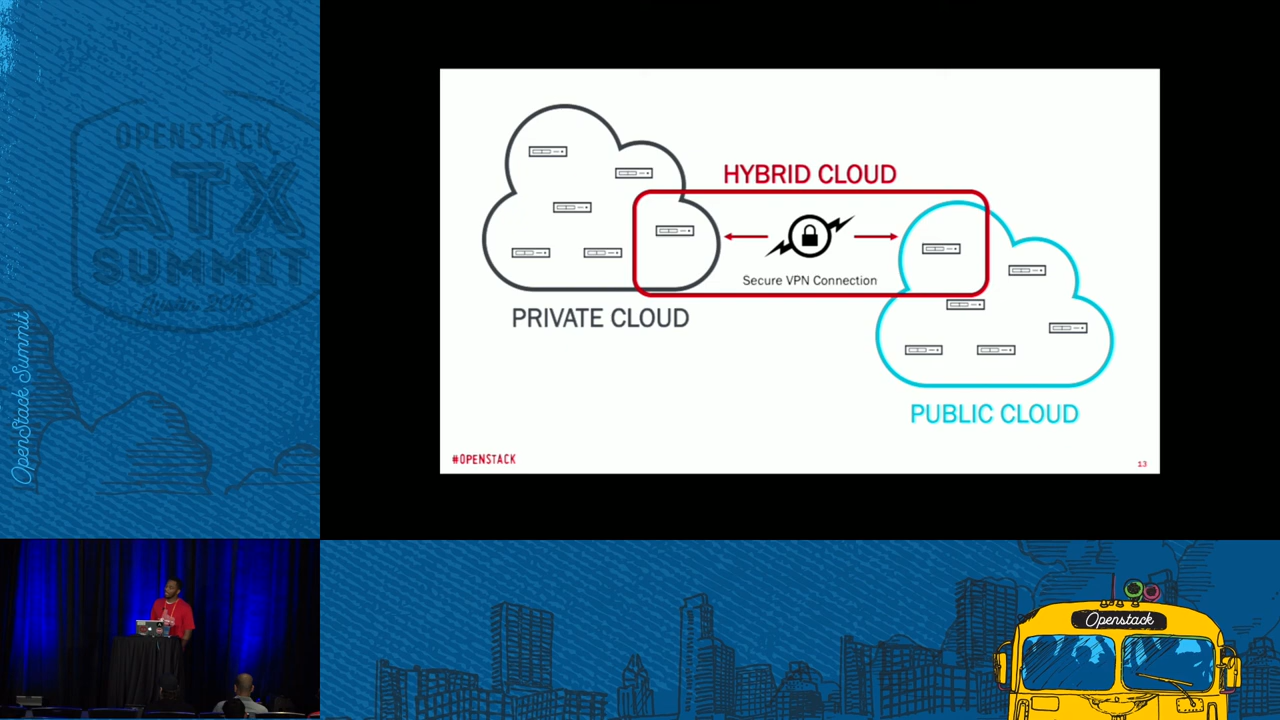 OPENSTACK
ATX
SUMMIT
OpenStack Summit
HYBRID CLOUD
Secure VPN Connection
PRIVATE CLOUD
PUBLIC CLOUD
#OPENSTACK
13
Openstack